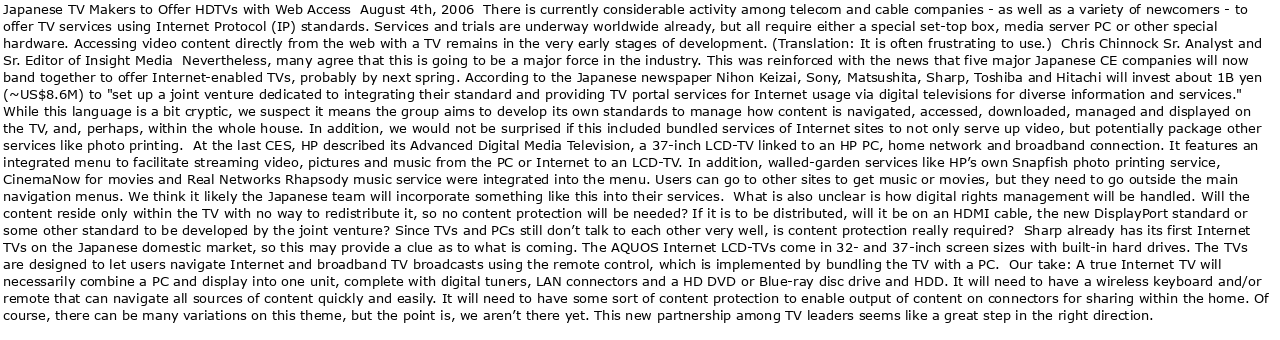 Japanese TV Makers to Offer HDTVs with Web Access  August 4th, 2006  There is currently considerable activity among telecom and cable companies - as well as a variety of newcomers - to
offer TV services using Internet Protocol (IP) standards. Services and trials are underway worldwide already, but all require either a special set-top box, media server PC or other special
hardware. Accessing video content directly from the web with a TV remains in the very early stages of development. (Translation: It is often frustrating to use.)  Chris Chinnock Sr. Analyst and
Sr. Editor of Insight Media  Nevertheless, many agree that this is going to be a major force in the industry. This was reinforced with the news that five major Japanese CE companies will now
band together to offer Internet-enabled TVs, probably by next spring. According to the Japanese newspaper Nihon Keizai, Sony, Matsushita, Sharp, Toshiba and Hitachi will invest about 1B yen
(~US$8.6M) to "set up a joint venture dedicated to integrating their standard and providing TV portal services for Internet usage via digital televisions for diverse information and services."
While this language is a bit cryptic, we suspect it means the group aims to develop its own standards to manage how content is navigated, accessed, downloaded, managed and displayed on
the TV, and, perhaps, within the whole house. In addition, we would not be surprised if this included bundled services of Internet sites to not only serve up video, but potentially package other
services like photo printing.  At the last CES, HP described its Advanced Digital Media Television, a 37-inch LCD-TV linked to an HP PC, home network and broadband connection. It features an
integrated menu to facilitate streaming video, pictures and music from the PC or Internet to an LCD-TV. In addition, walled-garden services like HP’s own Snapfish photo printing service,
CinemaNow for movies and Real Networks Rhapsody music service were integrated into the menu. Users can go to other sites to get music or movies, but they need to go outside the main
navigation menus. We think it likely the Japanese team will incorporate something like this into their services.  What is also unclear is how digital rights management will be handled. Will the
content reside only within the TV with no way to redistribute it, so no content protection will be needed? If it is to be distributed, will it be on an HDMI cable, the new DisplayPort standard or
some other standard to be developed by the joint venture? Since TVs and PCs still don’t talk to each other very well, is content protection really required?  Sharp already has its first Internet
TVs on the Japanese domestic market, so this may provide a clue as to what is coming. The AQUOS Internet LCD-TVs come in 32- and 37-inch screen sizes with built-in hard drives. The TVs
are designed to let users navigate Internet and broadband TV broadcasts using the remote control, which is implemented by bundling the TV with a PC.  Our take: A true Internet TV will
necessarily combine a PC and display into one unit, complete with digital tuners, LAN connectors and a HD DVD or Blue-ray disc drive and HDD. It will need to have a wireless keyboard and/or
remote that can navigate all sources of content quickly and easily. It will need to have some sort of content protection to enable output of content on connectors for sharing within the home. Of
course, there can be many variations on this theme, but the point is, we aren’t there yet. This new partnership among TV leaders seems like a great step in the right direction.